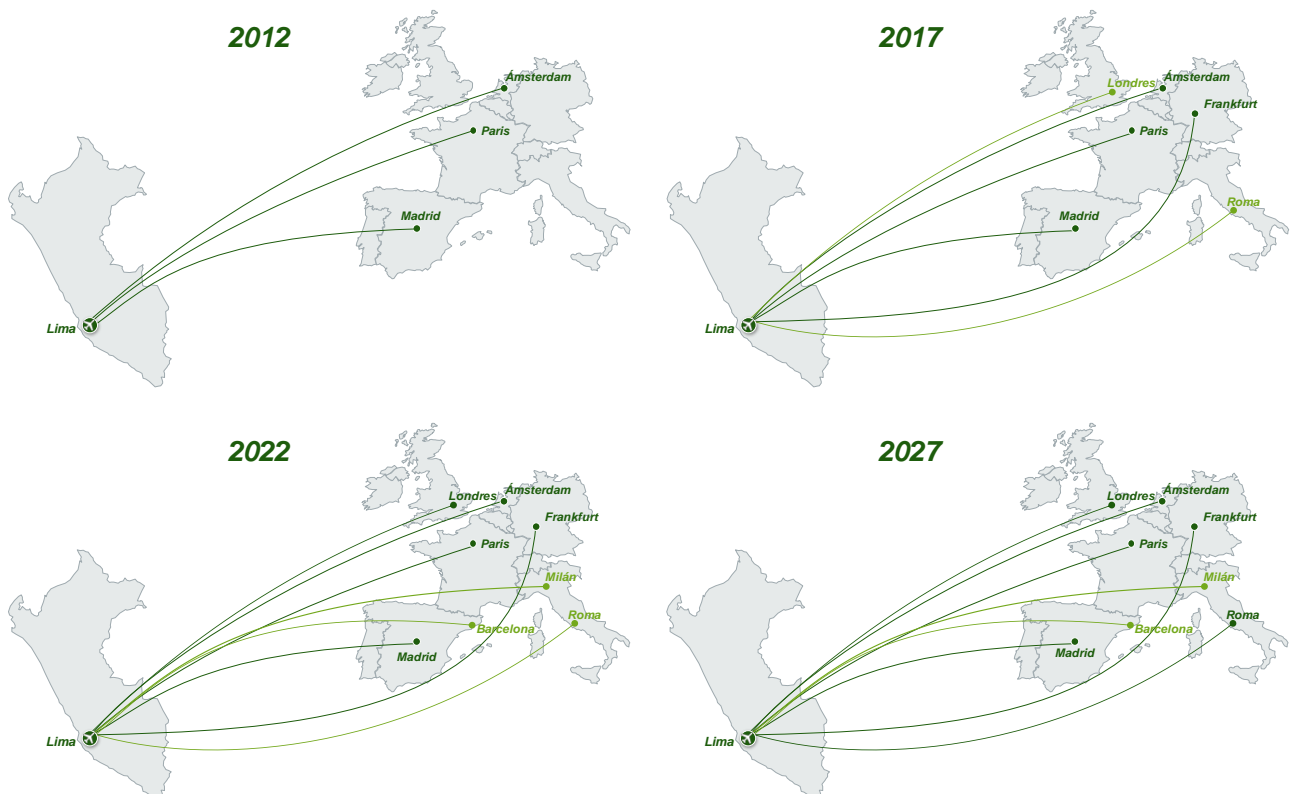 2012
Ámsterdam
Paris
Madrid
Lima
2017
Londres
Ámsterdam
Frankfurt
Paris
Roma
Madrid
Lima
2022
Londres
Ámsterdam
Frankfurt
Paris
Milán
Roma
Barcelona
Madrid
Lima
2027
Londres
Ámsterdam
Frankfurt
Paris
Milán
Roma
Barcelona
Madrid
Lima